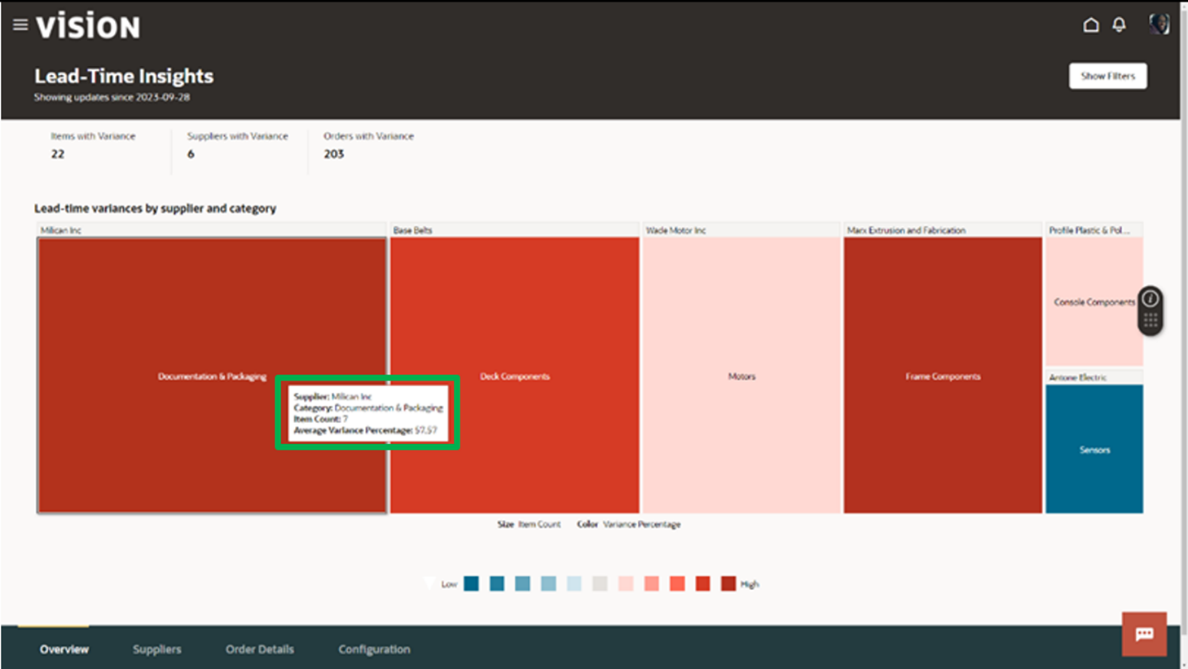 vision
Lead-Time Insights
Show Filters
Showing updates since 2023-09-28
Items with Variance Suppliers with Variance Orders with Variance
22 6 203
Lead-time variances by supplier and category
Milican Inc Base Belts Wade Motor Inc Marx Extrusion and Fabrication Profile Plastic & Pol...
Console Components
Documentation & Packaging Deck Components Motors Frame Components Antone Electric
Supplier: Milican Inc
Category: Documentation & Packaging
Item Count: 7
Average Variance Percentage: 57.57
Sensors
Size Item Count Color Variance Percentage
Low High
Overview Suppliers Order Details Configuration